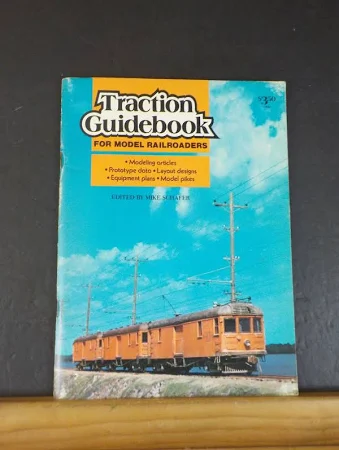 $3.50
Traction
Guidebook
FOR MODEL RAILROADERS
• Modeling articles
• Prototype data • Layout designs
• Equipment plans • Model pikes
EDITED BY MIKE SCHAFER